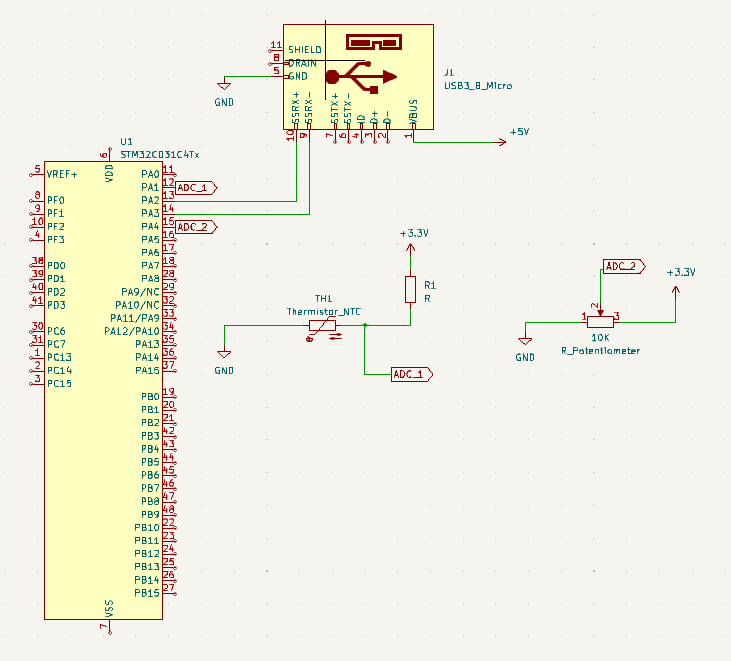 11 SHIELD
8 DRAIN
5 GND
GND
SSRX+ SSRX- SSTX+ SSTX- ID D+ D- VBUS
10 9 7 6 4 3 2 1
J1
USB3_B_Micro
+5V
U1
STM32C031C4Tx
6
VDD
5 VREF+
8 PF0
9 PF1
10 PF2
4 PF3
38 PD0
39 PD1
40 PD2
41 PD3
30 PC6
31 PC7
1 PC13
2 PC14
3 PC15
PA0 11
PA1 12 ADC_1
PA2 13
PA3 14
PA4 15 ADC_2
PA5 16
PA6 17
PA7 18
PA8 28
PA9/NC 29
PA10/NC 32
PA11/PA9 33
PA12/PA10 34
PA13 35
PA14 36
PA15 37
PB0 19
PB1 20
PB2 21
PB3 42
PB4 43
PB5 44
PB6 45
PB7 46
PB8 47
PB9 48
PB10 22
PB11 23
PB12 24
PB13 25
PB14 26
PB15 27
VSS
7
+3.3V
R1
R
TH1
Thermistor_NTC
GND
ADC_1
ADC_2
+3.3V
2
1 3
10K
R_Potentiometer
GND